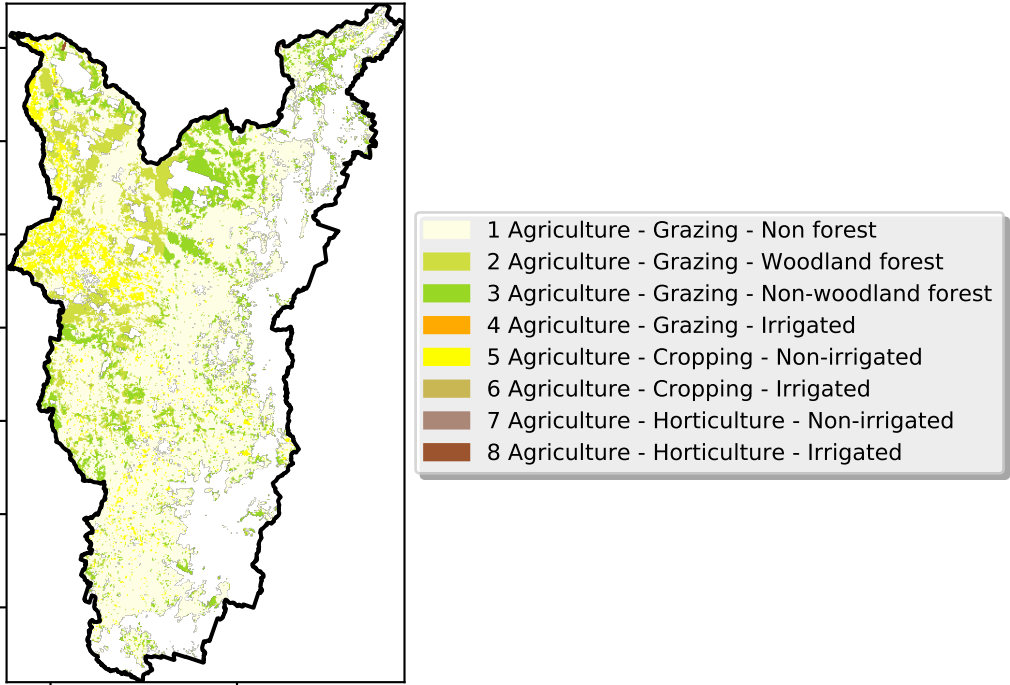 1 Agriculture - Grazing - Non forest
2 Agriculture - Grazing - Woodland forest
3 Agriculture - Grazing - Non-woodland forest
4 Agriculture - Grazing - Irrigated
5 Agriculture - Cropping - Non-irrigated
6 Agriculture - Cropping - Irrigated
7 Agriculture - Horticulture - Non-irrigated
8 Agriculture - Horticulture - Irrigated